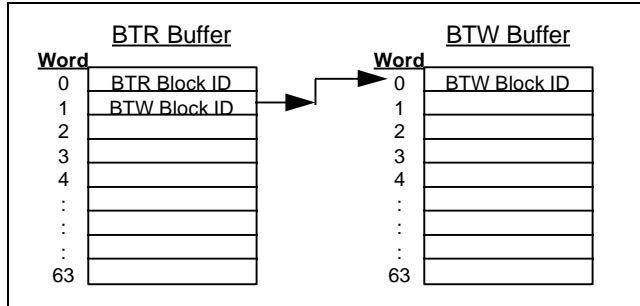 BTR Buffer
Word
0 BTR Block ID
1 BTW Block ID
2
3
4
:
:
:
63
BTW Buffer
Word
0 BTW Block ID
1
2
3
4
:
:
:
63